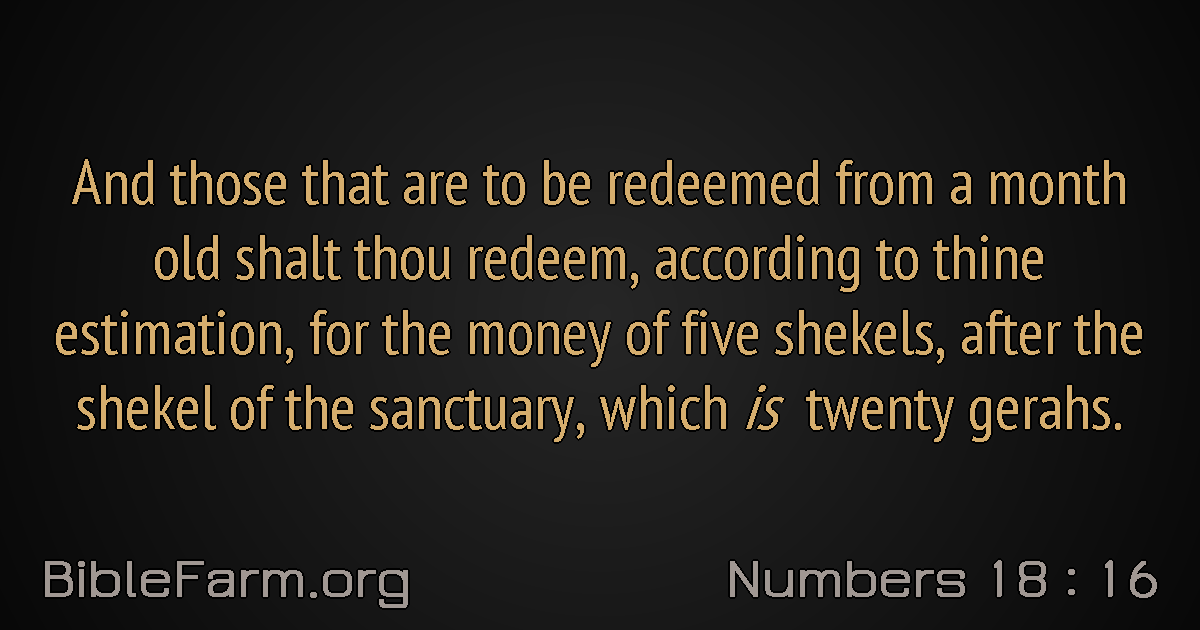 And those that are to be redeemed from a month
old shalt thou redeem, according to thine
estimation, for the money of five shekels, after the
shekel of the sanctuary, which is twenty gerahs.
BibleFarm.org
Numbers 18 : 16